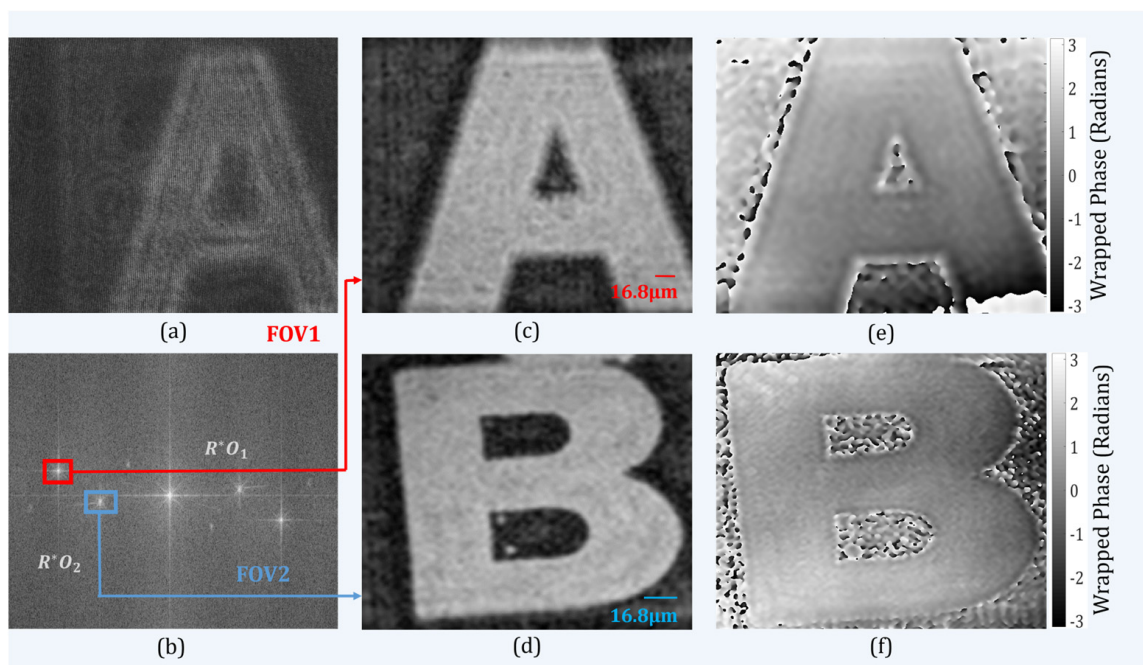 A
A
16.8μm
A
3
2
1
0
-1
-2
-3
Wrapped Phase (Radians)
(a)
FOV1
(c)
(e)
R*O₁
R*O₂
FOV2
B
16.8μm
B
3
2
1
0
-1
-2
-3
Wrapped Phase (Radians)
(b)
(d)
(f)